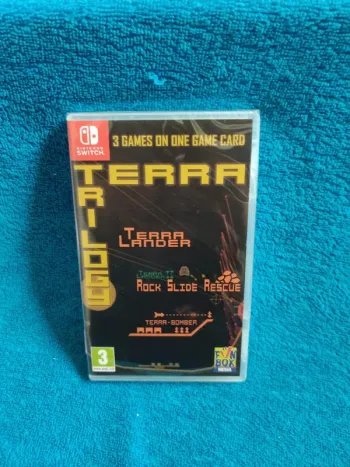 NINTENDO
SWITCH
3 GAMES ON ONE GAME CARD
TERRA
TRILOGY
TERRA
LANDER
ROCK SLIDE RESCUE
TERRA-BOMBER
3
FUN
BOX